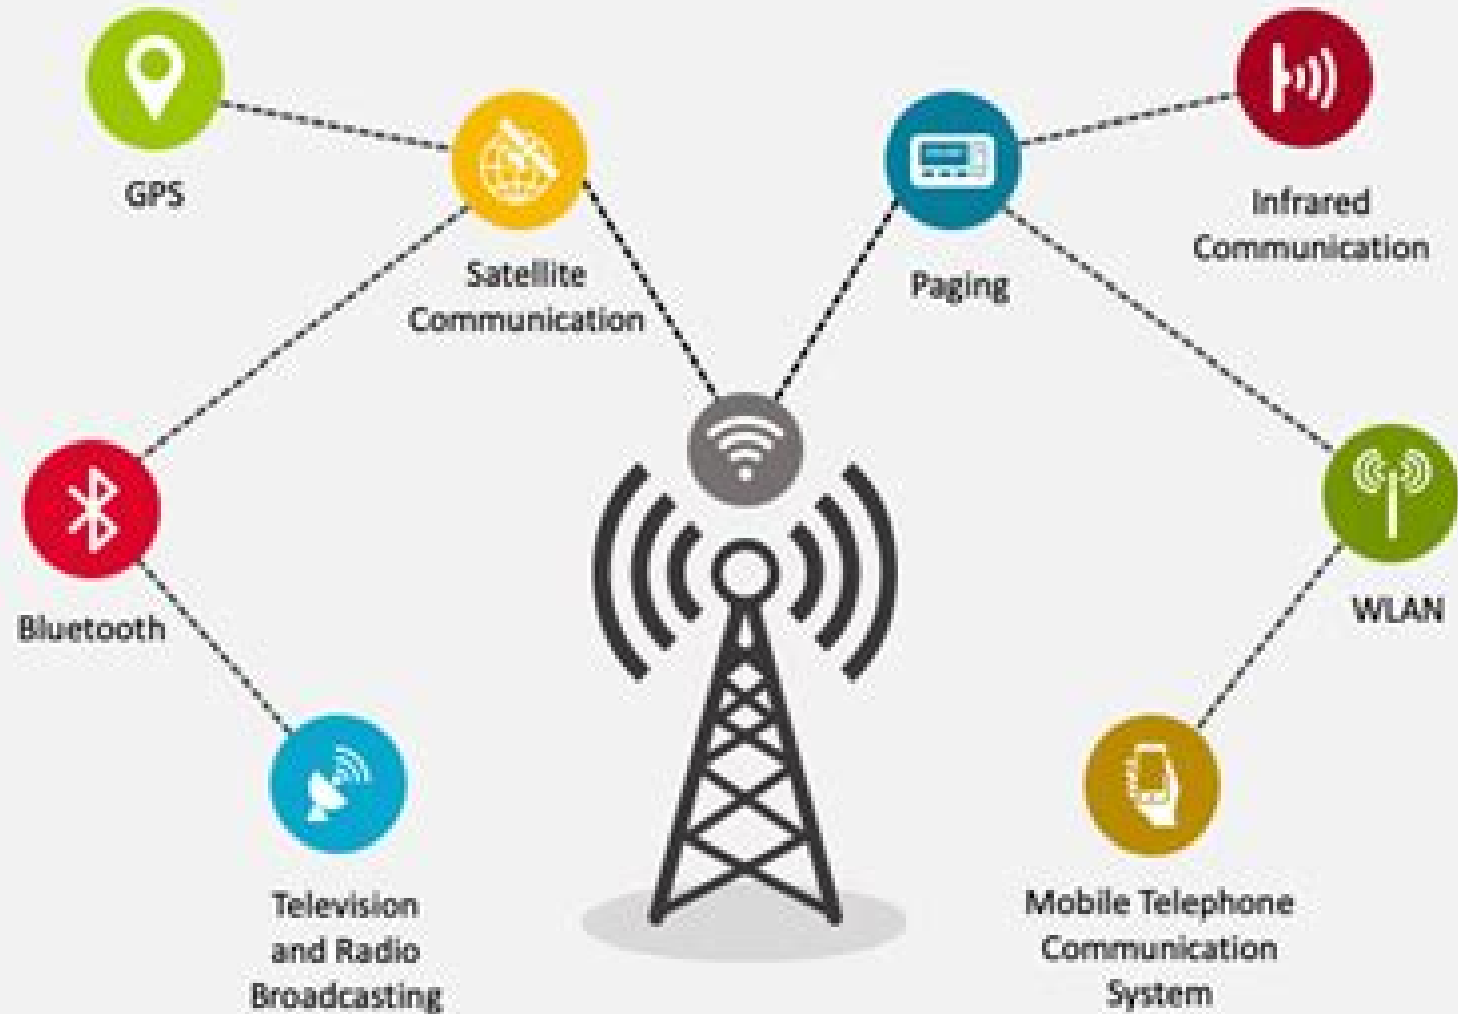 GPS
Satellite
Communication
Paging
Infrared
Communication
Bluetooth
WLAN
Television
and Radio
Broadcasting
Mobile Telephone
Communication
System